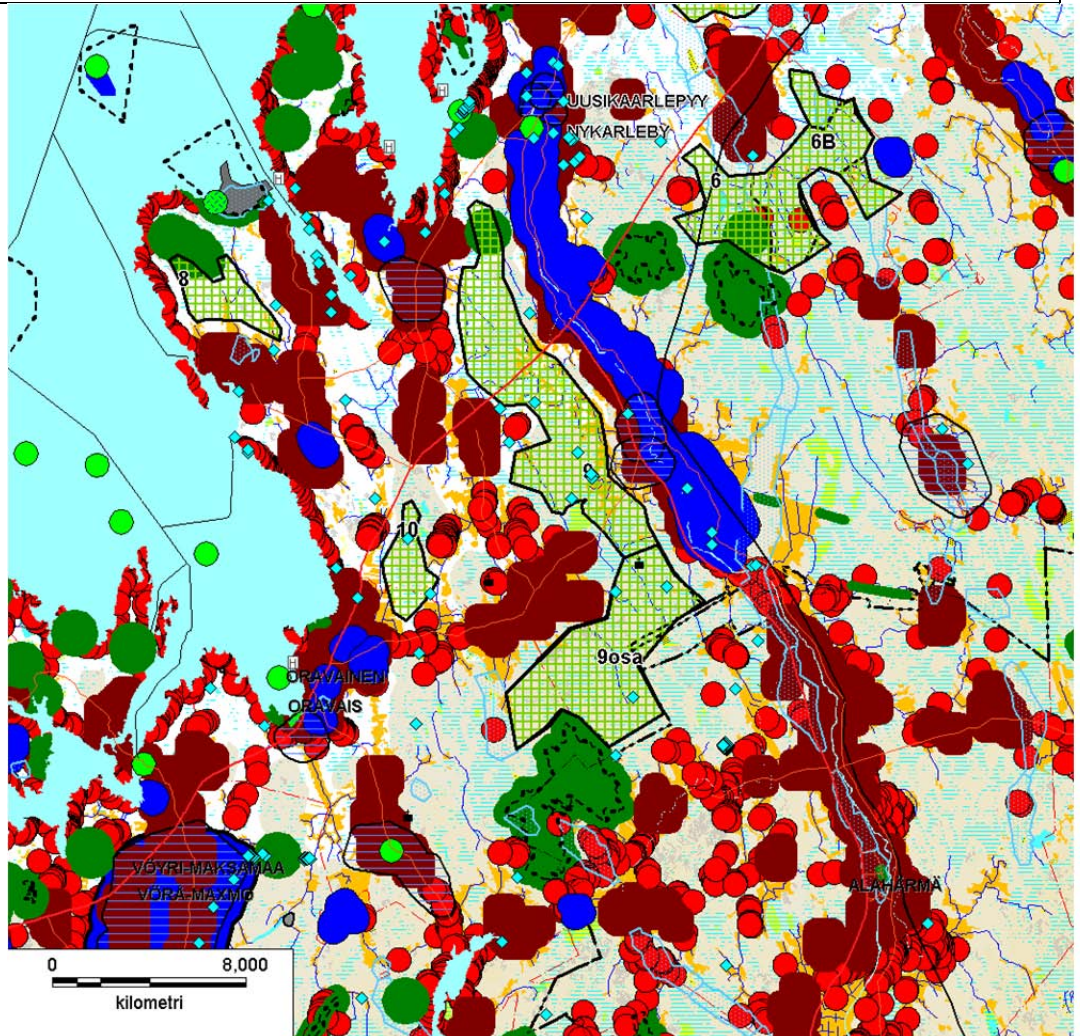 H
UUSIKAARLEPYY
NYKARLEBY
H
6B
6
H
8
9
10
9osa
H
ORAVAINEN
ORAVAIS
VÖYRI-MAKSAMAA
VÖRÅ-MAXMO
ALAHÄRMÄ
0 8,000
kilometri